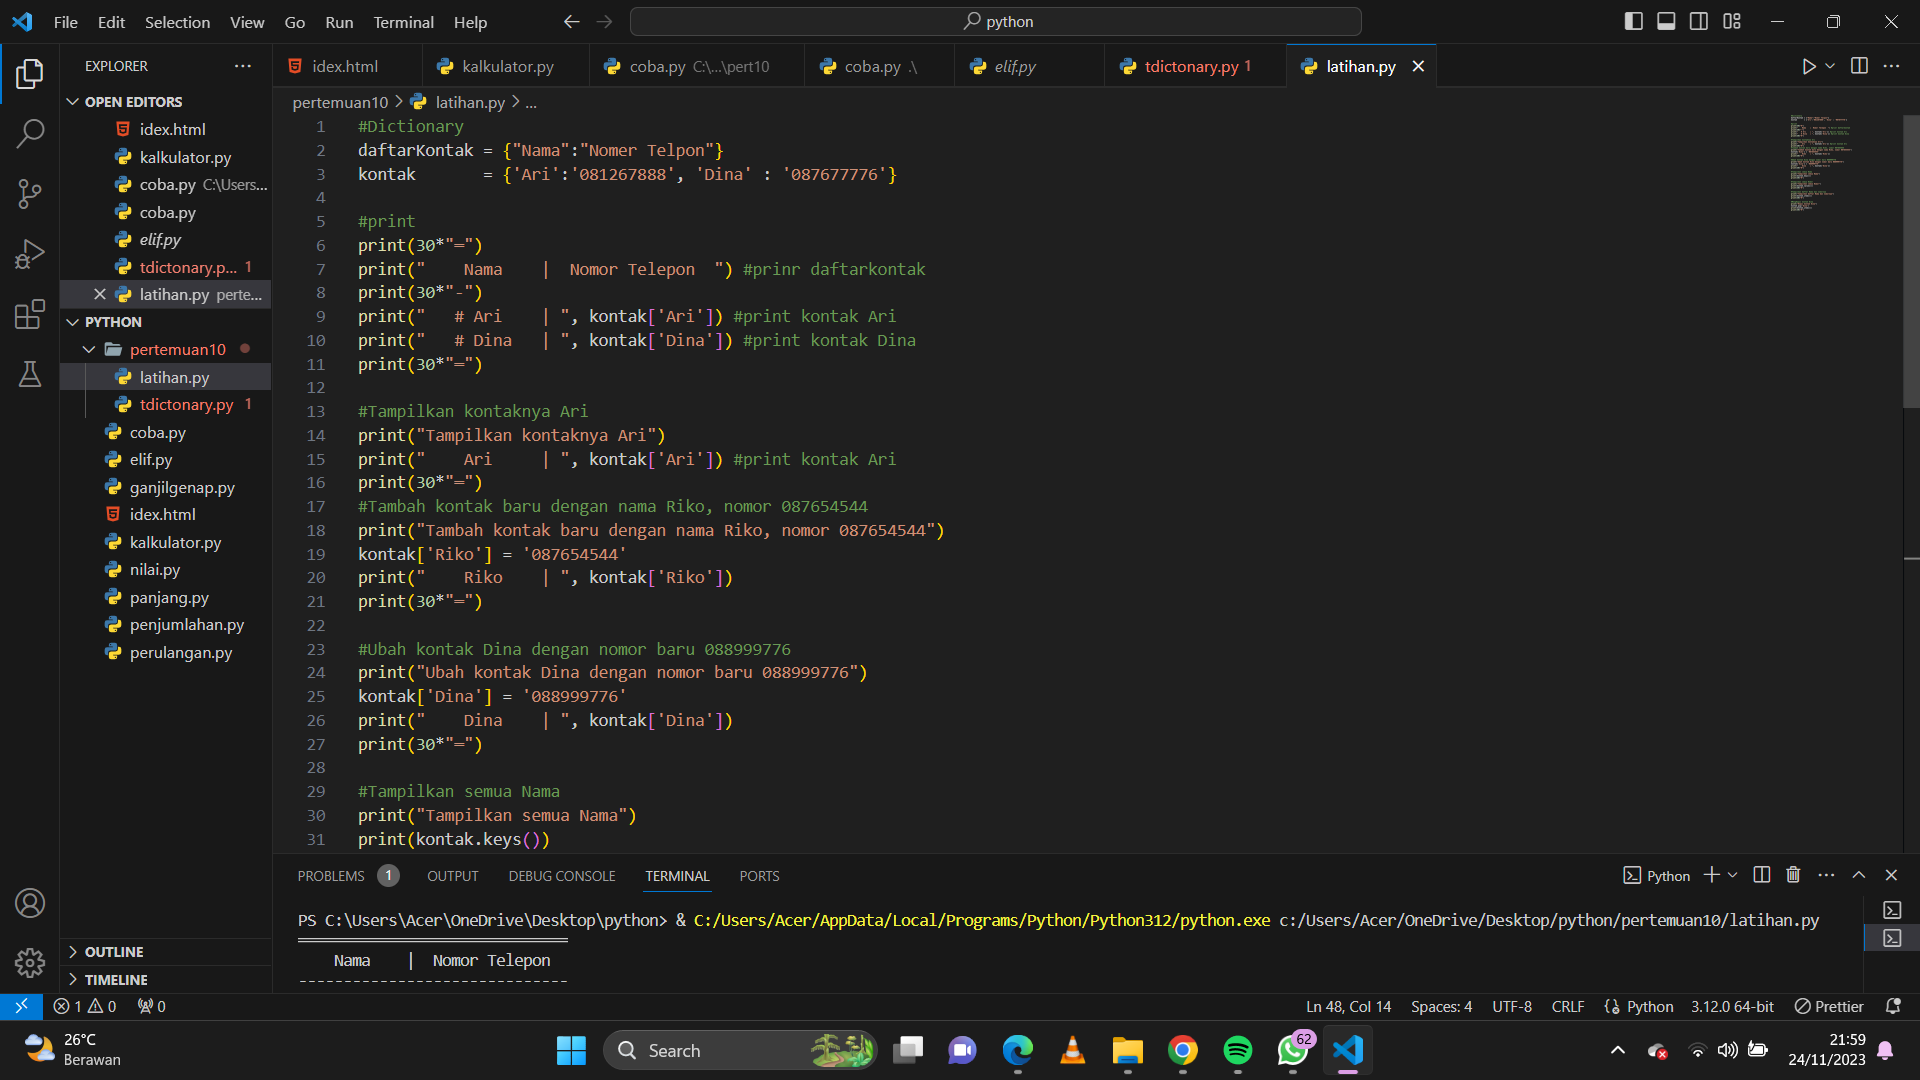 File Edit Selection View Go Run Terminal Help
python
EXPLORER
OPEN EDITORS
idex.html
kalkulator.py
coba.py C:\Users...
coba.py
elif.py
tdictonary.p... 1
latihan.py perte...
PYTHON
pertemuan10
latihan.py
tdictonary.py 1
coba.py
elif.py
ganjilgenap.py
idex.html
kalkulator.py
nilai.py
panjang.py
penjumlahan.py
perulangan.py
OUTLINE
TIMELINE
idex.html
kalkulator.py
coba.py C:\...\pert10
coba.py .\
elif.py
tdictonary.py 1
latihan.py
pertemuan10 > latihan.py > ...
1 #Dictionary
2 daftarKontak = {"Nama":"Nomer Telpon"}
3 kontak       = {'Ari':'081267888', 'Dina' : '087677776'}
4
5 #print
6 print(30*"=")
7 print("    Nama    |  Nomor Telepon  ") #prinr daftarkontak
8 print(30*"-")
9 print("   # Ari    | ", kontak['Ari']) #print kontak Ari
10 print("   # Dina   | ", kontak['Dina']) #print kontak Dina
11 print(30*"=")
12
13 #Tampilkan kontaknya Ari
14 print("Tampilkan kontaknya Ari")
15 print("    Ari     | ", kontak['Ari']) #print kontak Ari
16 print(30*"=")
17 #Tambah kontak baru dengan nama Riko, nomor 087654544
18 print("Tambah kontak baru dengan nama Riko, nomor 087654544")
19 kontak['Riko'] = '087654544'
20 print("    Riko    | ", kontak['Riko'])
21 print(30*"=")
22
23 #Ubah kontak Dina dengan nomor baru 088999776
24 print("Ubah kontak Dina dengan nomor baru 088999776")
25 kontak['Dina'] = '088999776'
26 print("    Dina    | ", kontak['Dina'])
27 print(30*"=")
28
29 #Tampilkan semua Nama
30 print("Tampilkan semua Nama")
31 print(kontak.keys())
PROBLEMS 1 OUTPUT DEBUG CONSOLE TERMINAL PORTS
Python
PS C:\Users\Acer\OneDrive\Desktop\python> & C:/Users/Acer/AppData/Local/Programs/Python/Python312/python.exe c:/Users/Acer/OneDrive/Desktop/python/pertemuan10/latihan.py
==============================
    Nama    |  Nomor Telepon
------------------------------
1 0 0
Ln 48, Col 14 Spaces: 4 UTF-8 CRLF Python 3.12.0 64-bit Prettier
26°C
Berawan
Search
62
21:59
24/11/2023